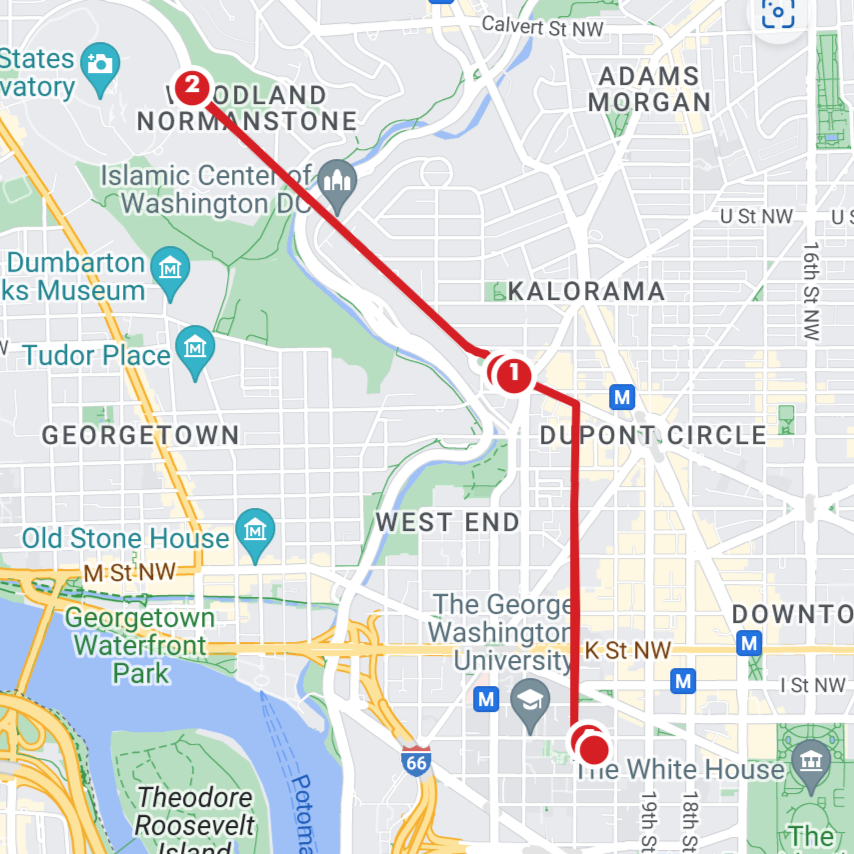 Calvert St NW
States
vatory
ADAMS
MORGAN
2
WOODLAND
NORMANSTONE
Islamic Center of
Washington DC
U St NW
U S
16th St NW
Dumbarton
ks Museum
KALORAMA
W
Tudor Place
1
M
GEORGETOWN
DUPONT CIRCLE
WEST END
Old Stone House
M St NW
The George
Washington
University
Georgetown
Waterfront
Park
DOWNTO
M
K St NW
M
M
I St NW
66
The White House
Theodore
Roosevelt
Island
Potoma
19th St NW
18th St NW
The